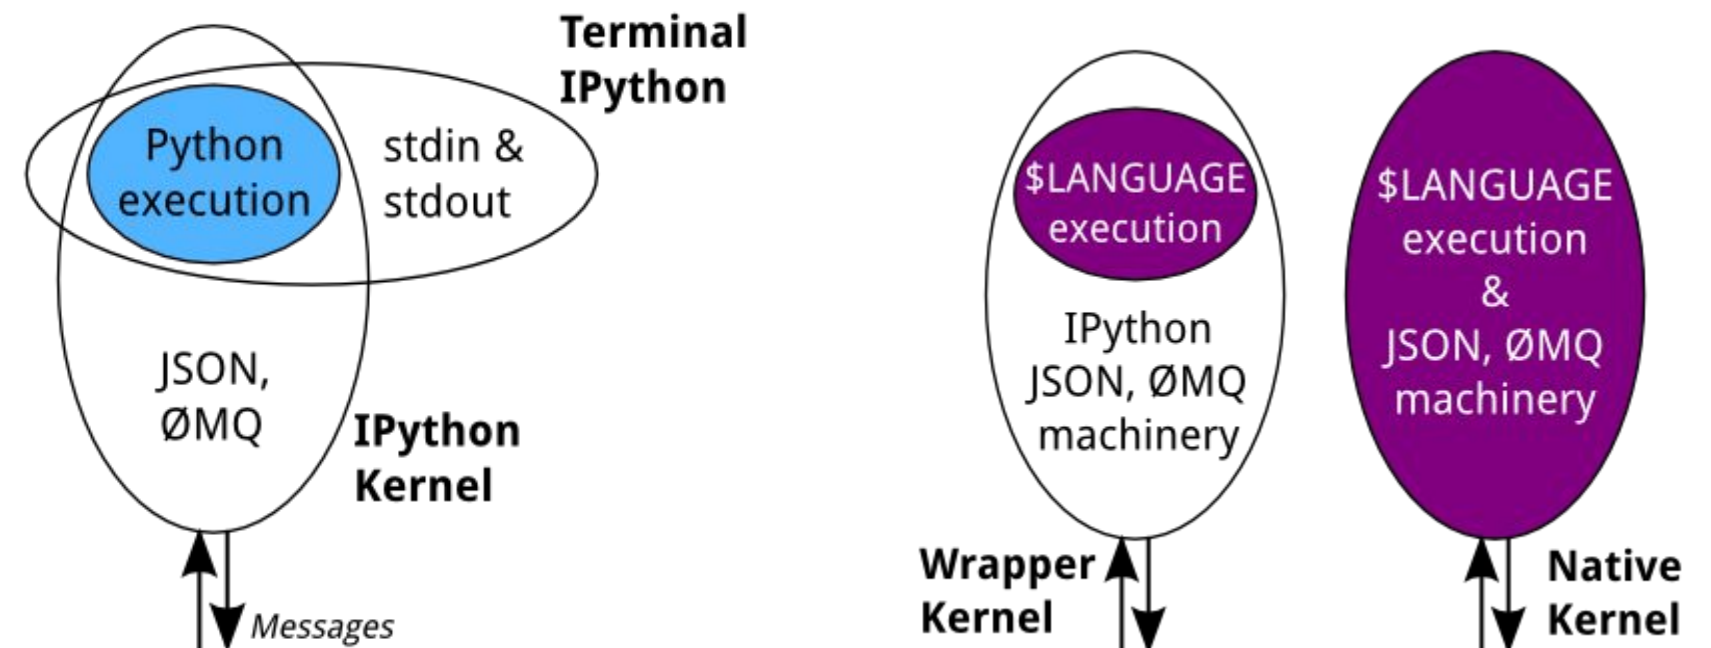 Terminal
IPython
Python
execution
stdin &
stdout
JSON,
ØMQ
IPython
Kernel
Messages
$LANGUAGE
execution
IPython
JSON, ØMQ
machinery
Wrapper
Kernel
$LANGUAGE
execution
&
JSON, ØMQ
machinery
Native
Kernel